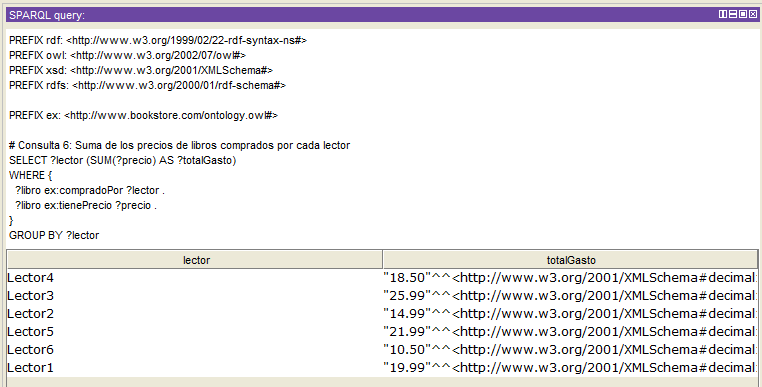 SPARQL query:
PREFIX rdf: <http://www.w3.org/1999/02/22-rdf-syntax-ns#>
PREFIX owl: <http://www.w3.org/2002/07/owl#>
PREFIX xsd: <http://www.w3.org/2001/XMLSchema#>
PREFIX rdfs: <http://www.w3.org/2000/01/rdf-schema#>
PREFIX ex: <http://www.bookstore.com/ontology.owl#>
# Consulta 6: Suma de los precios de libros comprados por cada lector
SELECT ?lector (SUM(?precio) AS ?totalGasto)
WHERE {
?libro ex:compradoPor ?lector .
?libro ex:tienePrecio ?precio .
}
GROUP BY ?lector
lector totalGasto
Lector4 "18.50"^^<http://www.w3.org/2001/XMLSchema#decimal
Lector3 "25.99"^^<http://www.w3.org/2001/XMLSchema#decimal
Lector2 "14.99"^^<http://www.w3.org/2001/XMLSchema#decimal
Lector5 "21.99"^^<http://www.w3.org/2001/XMLSchema#decimal
Lector6 "10.50"^^<http://www.w3.org/2001/XMLSchema#decimal
Lector1 "19.99"^^<http://www.w3.org/2001/XMLSchema#decimal